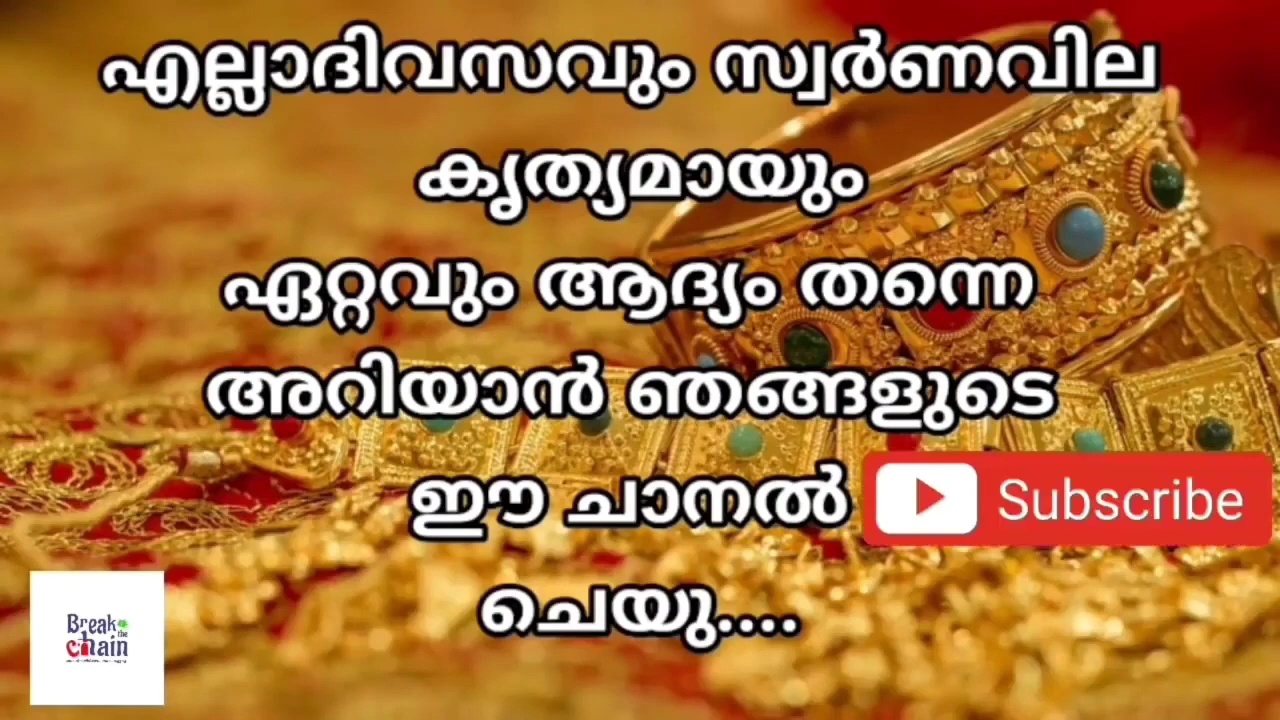 എല്ലാദിവസവും സ്വർണവില
കൃത്യമായും
ഏറ്റവും ആദ്യം തന്നെ
അറിയാൻ ഞങ്ങളുടെ
ഈ ചാനൽ Subscribe
ചെയു....
Break
the
chain